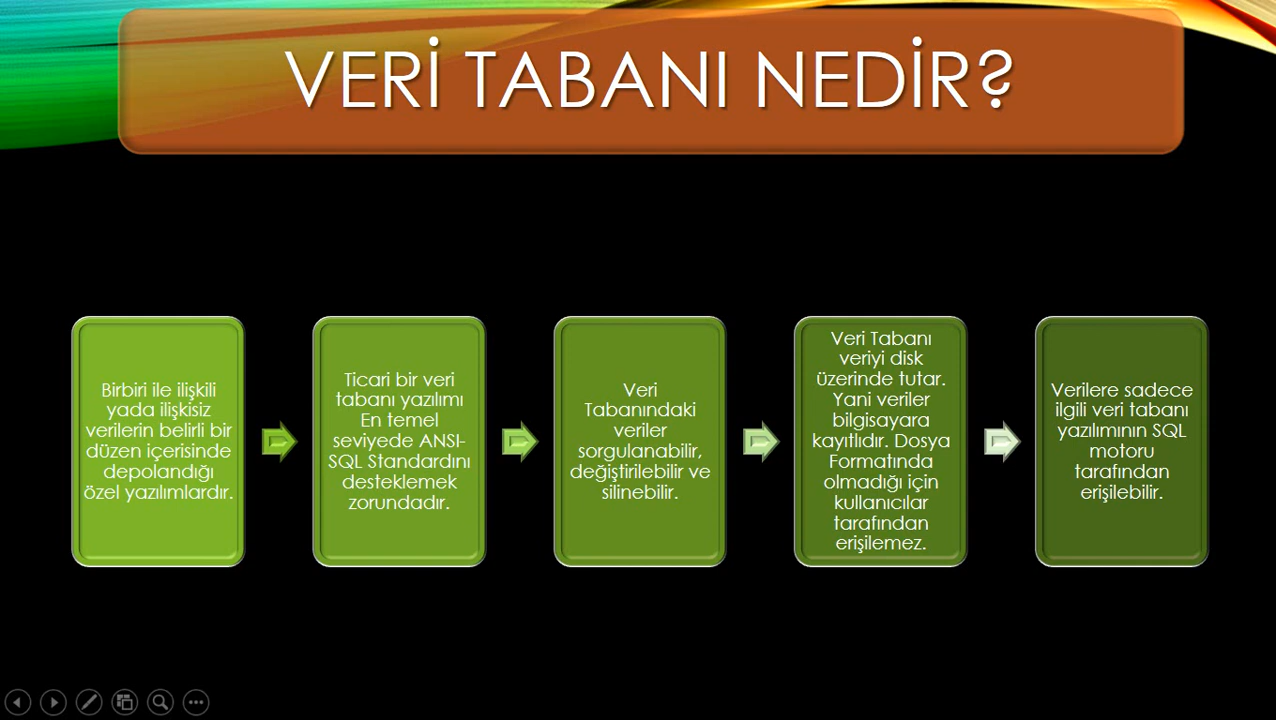 VERİ TABANI NEDİR?
Birbiri ile ilişkili
yada ilişkisiz
verilerin belirli bir
düzen içerisinde
depolandığı
özel yazılımlardır.
Ticari bir veri
tabanı yazılımı
En temel
seviyede ANSI-
SQL Standardını
desteklemek
zorundadır.
Veri
Tabanındaki
veriler
sorgulanabilir,
değiştirilebilir ve
silinebilir.
Veri Tabanı
veriyi disk
üzerinde tutar.
Yani veriler
bilgisayara
kayıtlıdır. Dosya
Formatında
olmadığı için
kullanıcılar
tarafından
erişilemez.
Verilere sadece
ilgili veri tabanı
yazılımının SQL
motoru
tarafından
erişilebilir.